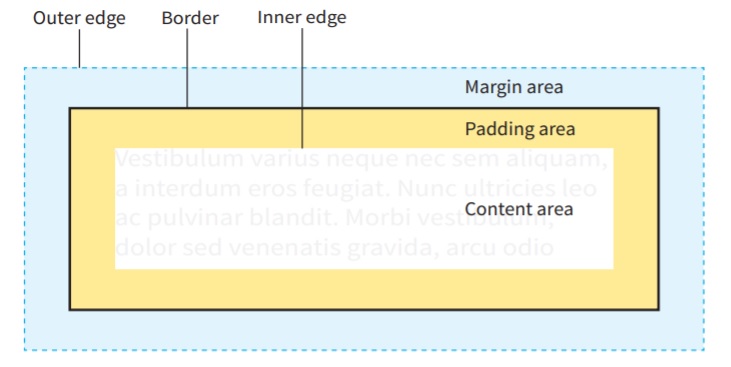 Outer edge Border Inner edge
Margin area
Padding area
Vestibulum varius neque nec sem aliquam,
a interdum eros feugiat. Nunc ultricies leo
Content area
ac pulvinar blandit. Morbi vestibulum,
dolor sed venenatis gravida, arcu odio